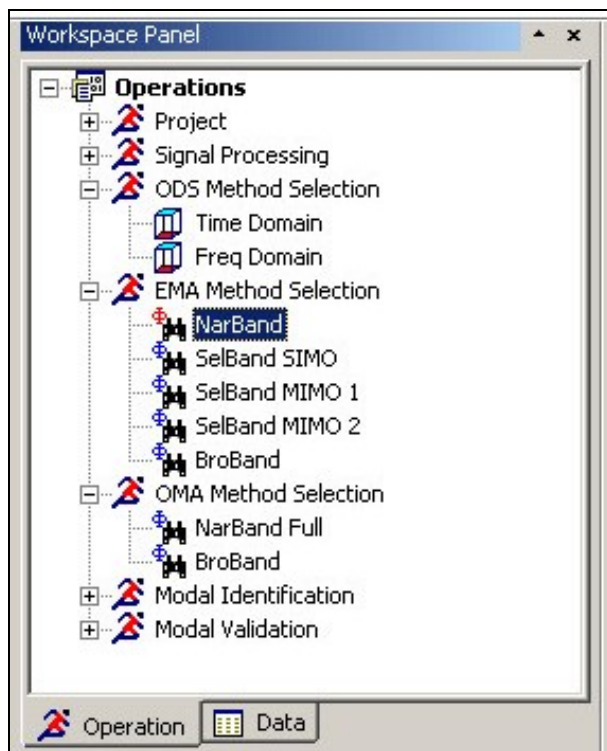 Workspace Panel
Operations
Project
Signal Processing
ODS Method Selection
Time Domain
Freq Domain
EMA Method Selection
NarBand
SelBand SIMO
SelBand MIMO 1
SelBand MIMO 2
BroBand
OMA Method Selection
NarBand Full
BroBand
Modal Identification
Modal Validation
Operation Data